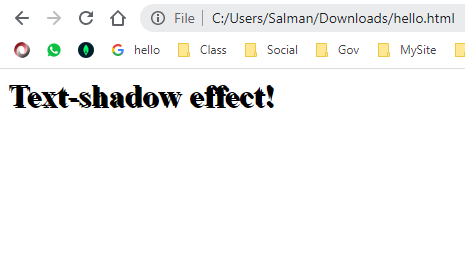 File C:/Users/Salman/Downloads/hello.html
hello Class Social Gov MySite
Text-shadow effect!